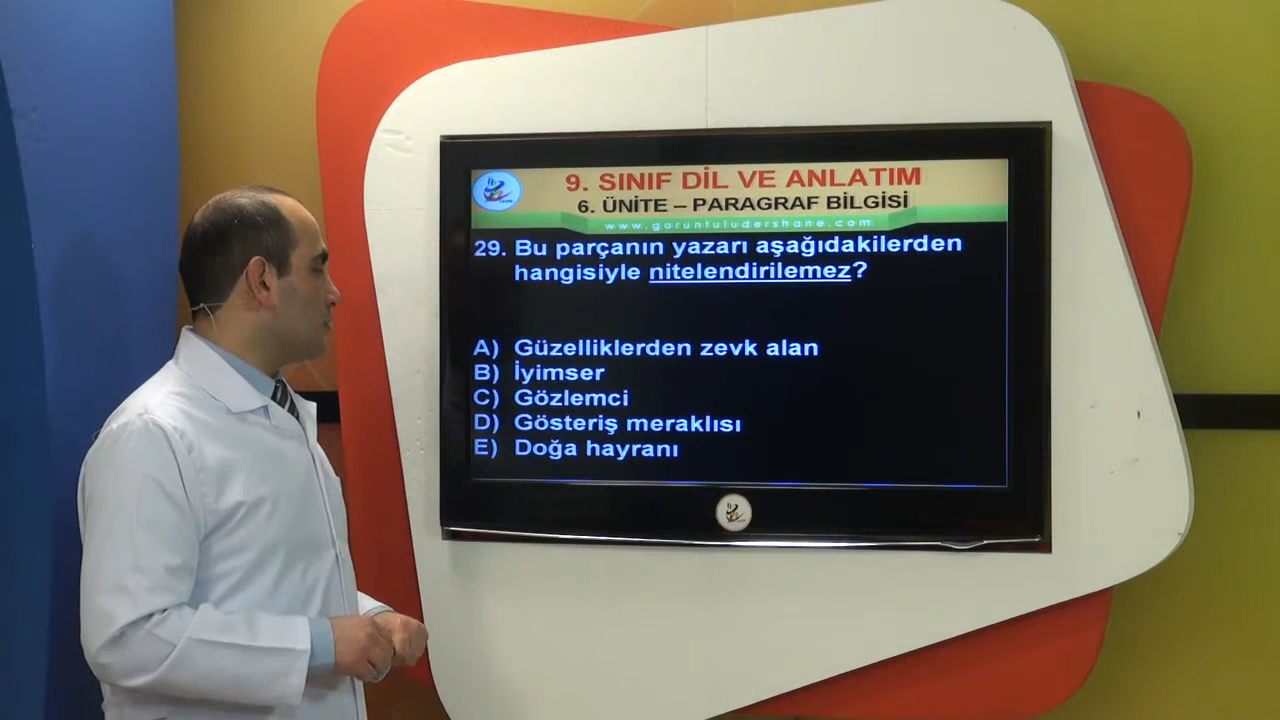 9. SINIF DİL VE ANLATIM
6. ÜNİTE – PARAGRAF BİLGİSİ
www.goruntuludershane.com
29. Bu parçanın yazarı aşağıdakilerden
hangisiyle nitelendirilemez?
A) Güzelliklerden zevk alan
B) İyimser
C) Gözlemci
D) Gösteriş meraklısı
E) Doğa hayranı